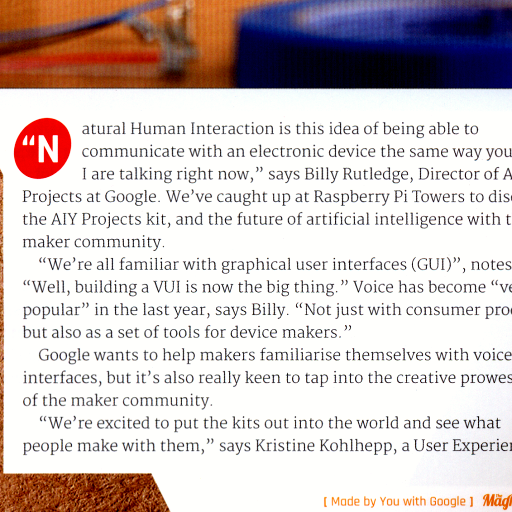 “Natural Human Interaction is this idea of being able to
communicate with an electronic device the same way you
I are talking right now,” says Billy Rutledge, Director of
Projects at Google. We’ve caught up at Raspberry Pi Towers to
the AIY Projects kit, and the future of artificial intelligence with
maker community.
“We’re all familiar with graphical user interfaces (GUI)”, notes
“Well, building a VUI is now the big thing.” Voice has become
popular” in the last year, says Billy. “Not just with consumer
but also as a set of tools for device makers.”
Google wants to help makers familiarise themselves with voice
interfaces, but it’s also really keen to tap into the creative
of the maker community.
“We’re excited to put the kits out into the world and see what
people make with them,” says Kristine Kohlhepp, a User
[ Made by You with Google ]